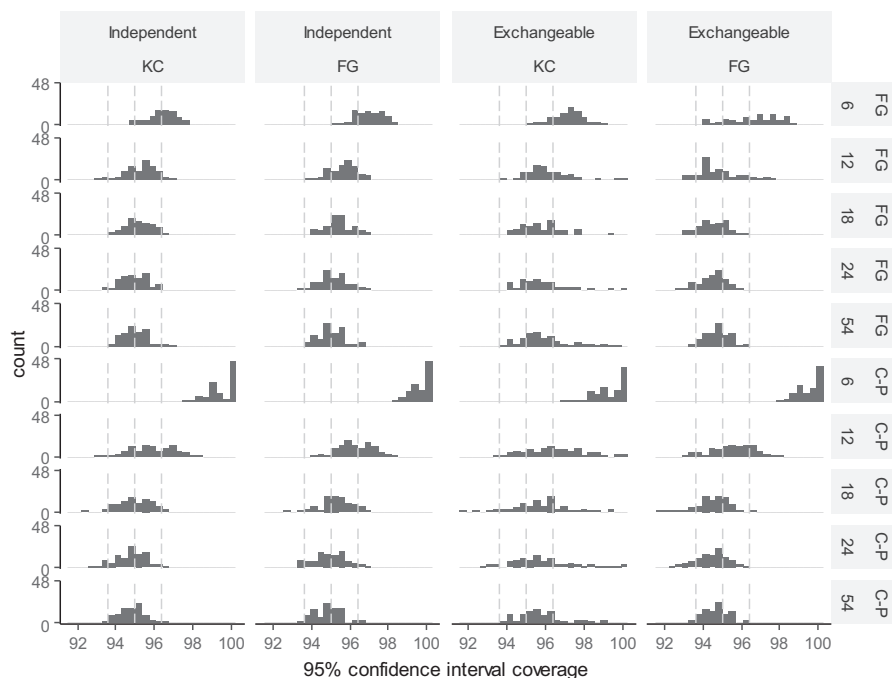 Independent Independent Exchangeable Exchangeable
KC FG KC FG
48
0
6 FG
48
0
12 FG
48
0
18 FG
48
0
24 FG
48
0
54 FG
48
0
6 C-P
48
0
12 C-P
48
0
18 C-P
48
0
24 C-P
48
0
54 C-P
count
92 94 96 98 100 92 94 96 98 100 92 94 96 98 100 92 94 96 98 100
95% confidence interval coverage